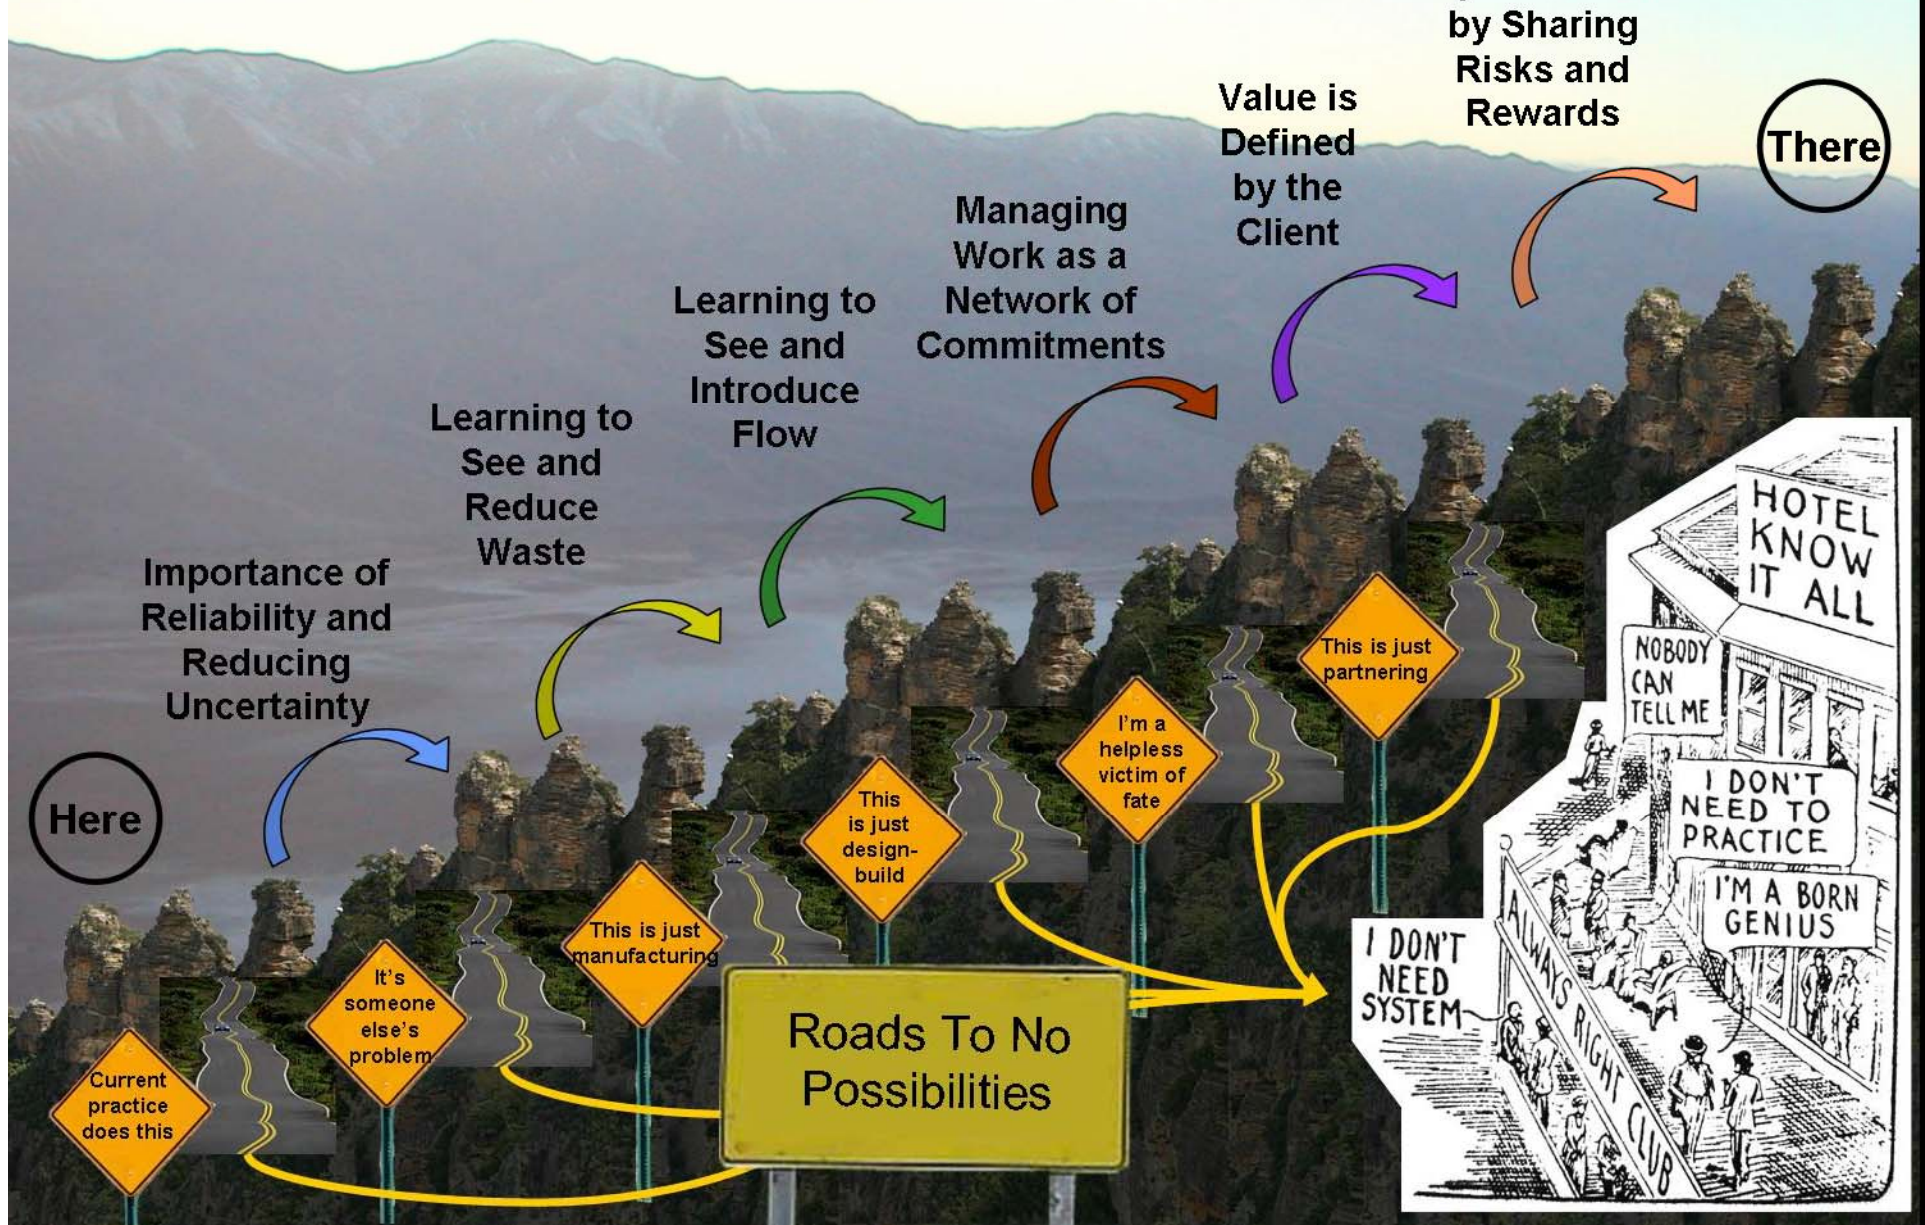 by Sharing
Risks and
Rewards
There
Value is
Defined
by the
Client
Managing
Work as a
Network of
Commitments
Learning to
See and
Introduce
Flow
Learning to
See and
Reduce
Waste
Importance of
Reliability and
Reducing
Uncertainty
Here
Current
practice
does this
It's
someone
else's
problem
This is just
manufacturing
This
is just
design-
build
I'm a
helpless
victim of
fate
This is just
partnering
Roads To No
Possibilities
HOTEL
KNOW
IT ALL
NOBODY
CAN
TELL ME
I DON'T
NEED TO
PRACTICE
I'M A BORN
GENIUS
I DON'T
NEED
SYSTEM
ALWAYS RIGHT CLUB